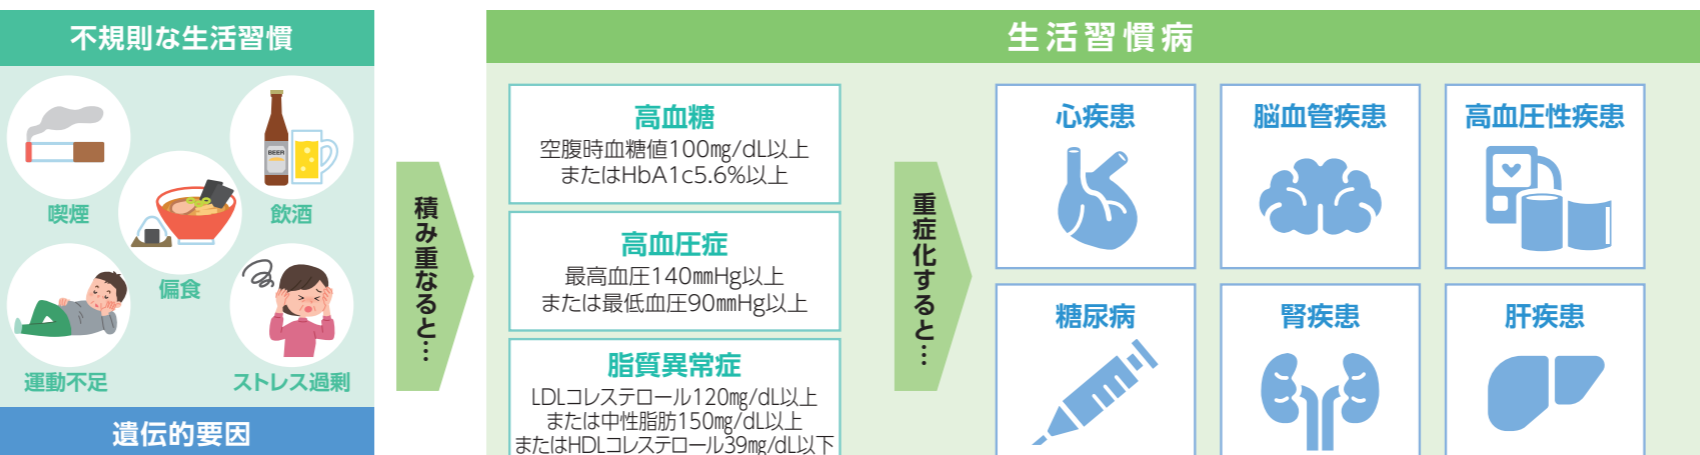 不規則な生活習慣
喫煙
BEER
飲酒
偏食
運動不足
ストレス過剰
遺伝的要因
積み重なると…
生活習慣病
高血糖
空腹時血糖値100㎎/dL以上
またはHbA1c5.6%以上
高血圧症
最高血圧140㎜Hg以上
または最低血圧90㎜Hg以上
脂質異常症
LDLコレステロール120㎎/dL以上
または中性脂肪150㎎/dL以上
またはHDLコレステロール39㎎/dL以下
重症化すると…
心疾患
脳血管疾患
高血圧性疾患
糖尿病
腎疾患
肝疾患